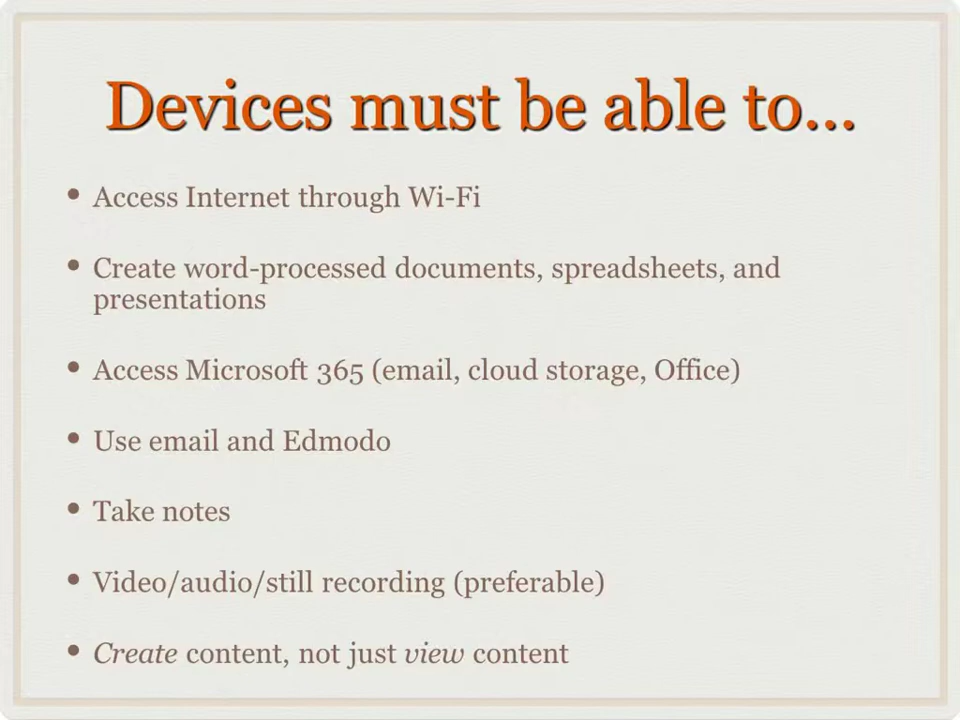 Devices must be able to...
• Access Internet through Wi-Fi
• Create word-processed documents, spreadsheets, and
presentations
• Access Microsoft 365 (email, cloud storage, Office)
• Use email and Edmodo
• Take notes
• Video/audio/still recording (preferable)
• Create content, not just view content